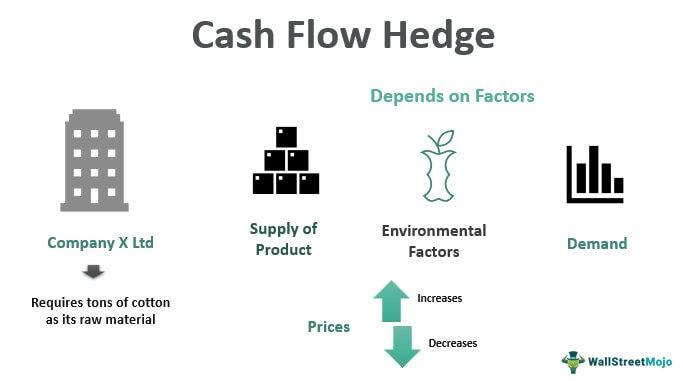 Cash Flow Hedge
Depends on Factors
Company X Ltd
Requires tons of cotton
as its raw material
Supply of
Product
Environmental
Factors
Demand
Prices
Increases
Decreases
WallStreetMojo